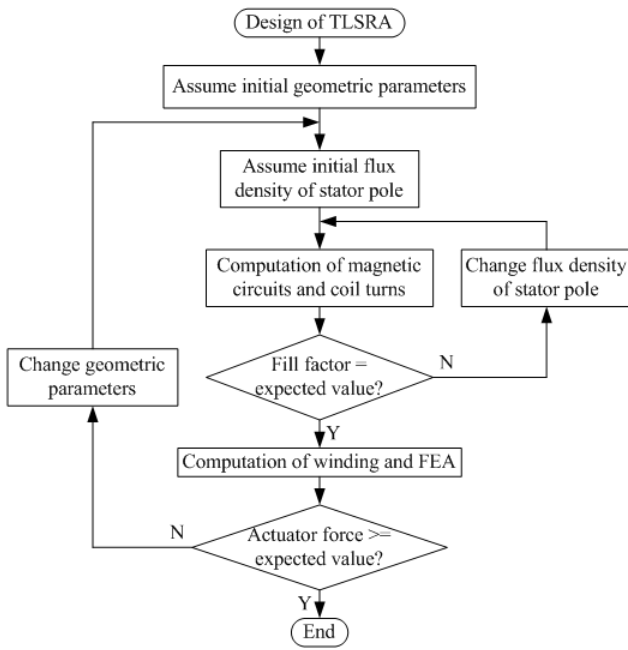 Design of TLSRA
Assume initial geometric parameters
Assume initial flux
density of stator pole
Computation of magnetic
circuits and coil turns
Change flux density
of stator pole
Change geometric
parameters
Fill factor =
expected value?
N
Y
Computation of winding and FEA
N
Actuator force >=
expected value?
Y
End